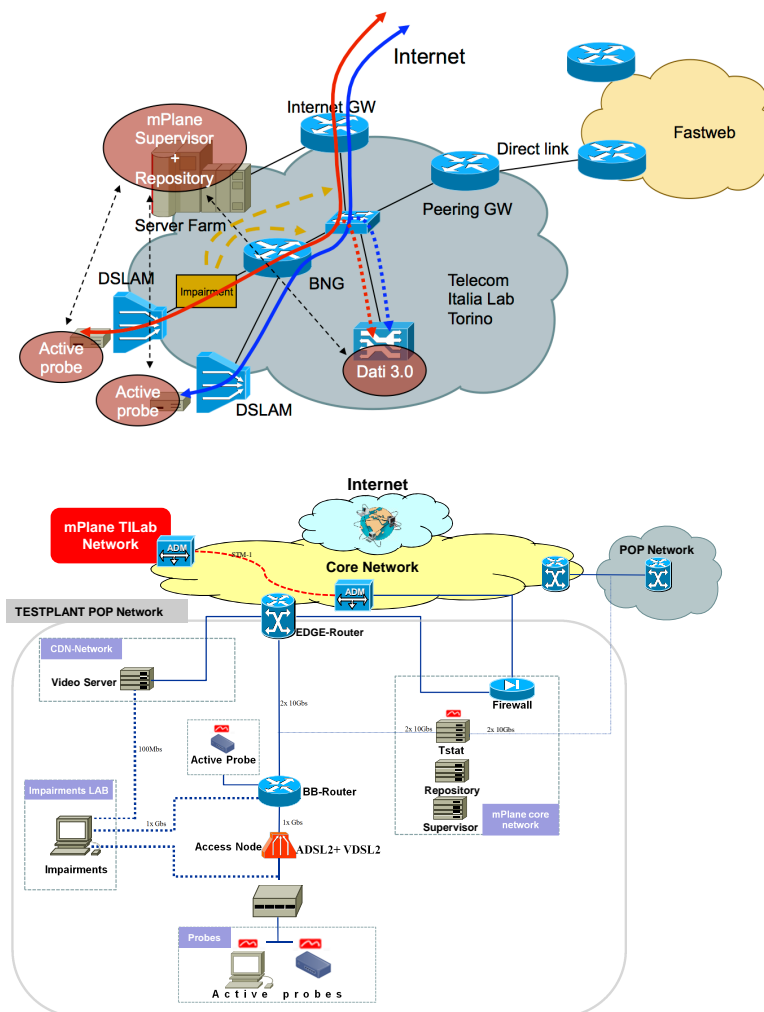 Internet
Internet GW
mPlane
Supervisor
+
Repository
Fastweb
Direct link
Peering GW
Server Farm
DSLAM
Impairment
BNG
Telecom
Italia Lab
Torino
Active
probe
Dati 3.0
Active
probe
DSLAM
Internet
mPlane TILab
Network
ADM
STM-1
Core Network
POP Network
ADM
TESTPLANT POP Network
EDGE-Router
CDN-Network
Video Server
Firewall
2x 10Gbs
2x 10Gbs
2x 10Gbs
Tstat
100Mbs
Active Probe
Repository
Impairments LAB
BB-Router
Supervisor
mPlane core
network
1x Gbs
1x Gbs
Access Node
ADSL2+ VDSL2
Impairments
Probes
Active probes